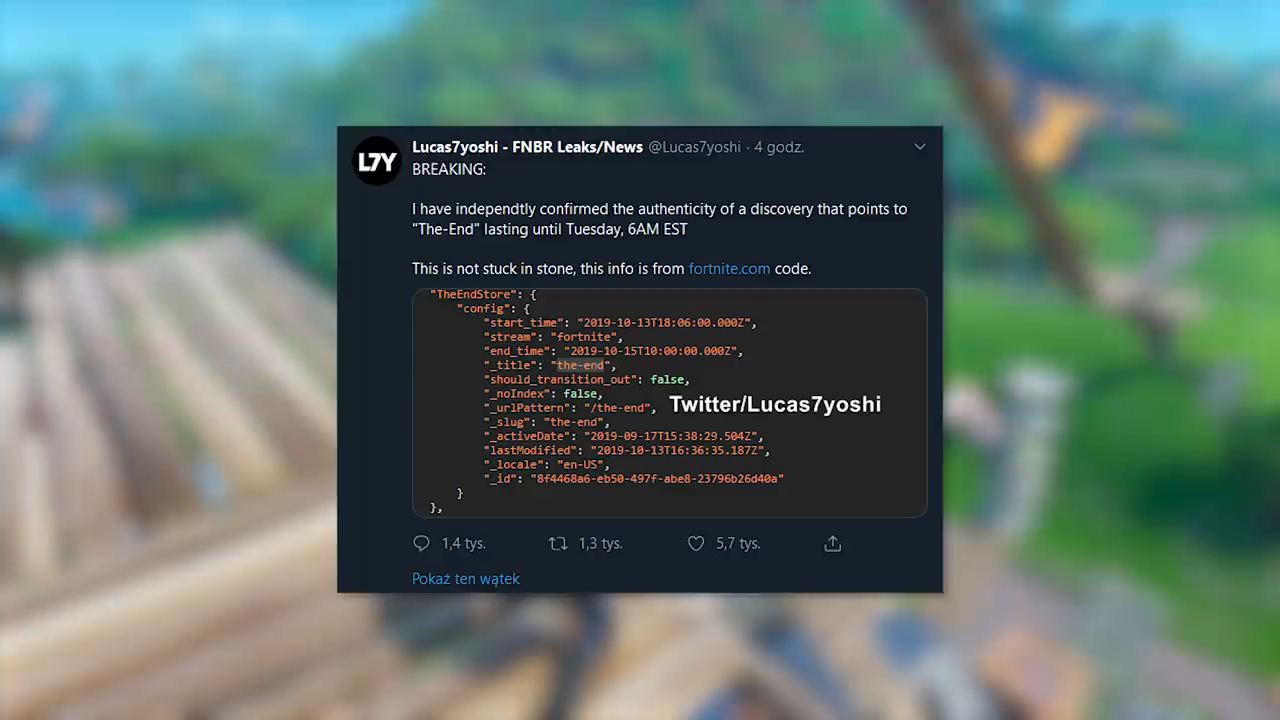 L7Y
Lucas7yoshi - FNBR Leaks/News @Lucas7yoshi · 4 godz.
BREAKING:
I have independtly confirmed the authenticity of a discovery that points to
"The-End" lasting until Tuesday, 6AM EST
This is not stuck in stone, this info is from fortnite.com code.
"TheEndStore": {
"config": {
"start_time": "2019-10-13T18:06:00.000Z",
"stream": "fortnite",
"end_time": "2019-10-15T10:00:00.000Z",
"_title": "the-end",
"should_transition_out": false,
"_noIndex": false,
"_urlPattern": "/the-end",
Twitter/Lucas7yoshi
"_slug": "the-end",
"_activeDate": "2019-09-17T15:38:29.504Z",
"lastModified": "2019-10-13T16:36:35.187Z",
"_locale": "en-US",
"_id": "8f4468a6-eb50-497f-abe8-23796b26d40a"
}
},
1,4 tys. 1,3 tys. 5,7 tys.
Pokaż ten wątek